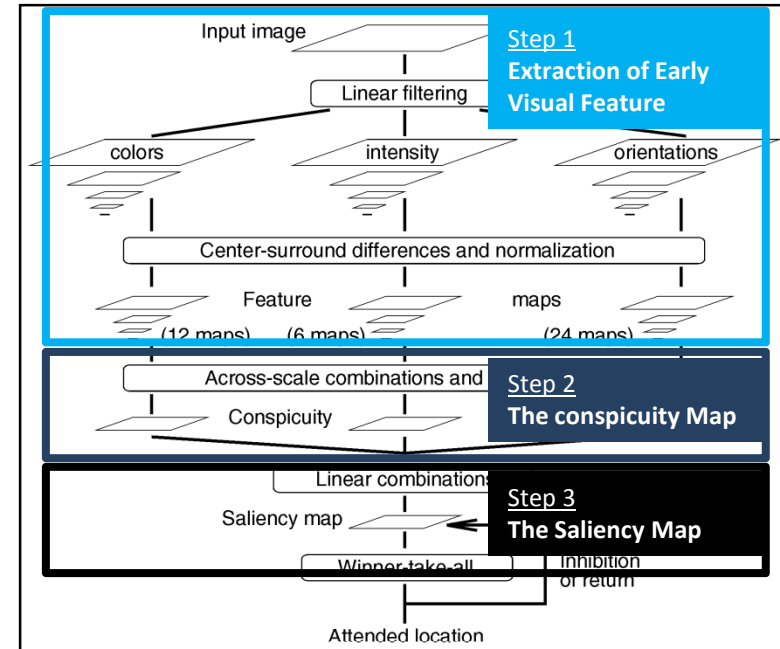 Input image
Step 1
Extraction of Early
Visual Feature
Linear filtering
colors
intensity
orientations
Center-surround differences and normalization
Feature maps
(12 maps) (6 maps) (24 maps)
Across-scale combinations and
Step 2
The conspicuity Map
Conspicuity
Linear combinations
Step 3
The Saliency Map
Saliency map
Winner-take-all
Inhibition
of return
Attended location